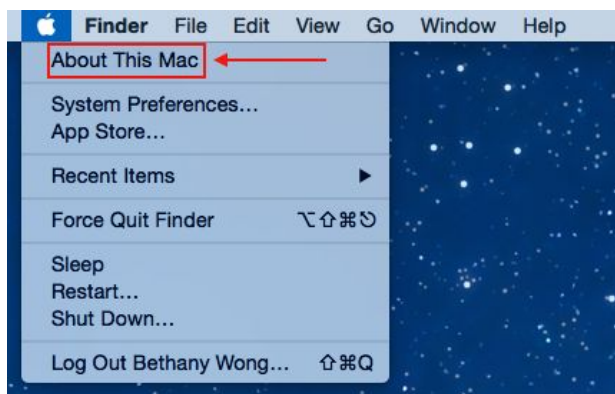 Finder File Edit View Go Window Help
About This Mac
System Preferences...
App Store...
Recent Items
Force Quit Finder ⌥⇧⌘⎋
Sleep
Restart...
Shut Down...
Log Out Bethany Wong... ⇧⌘Q